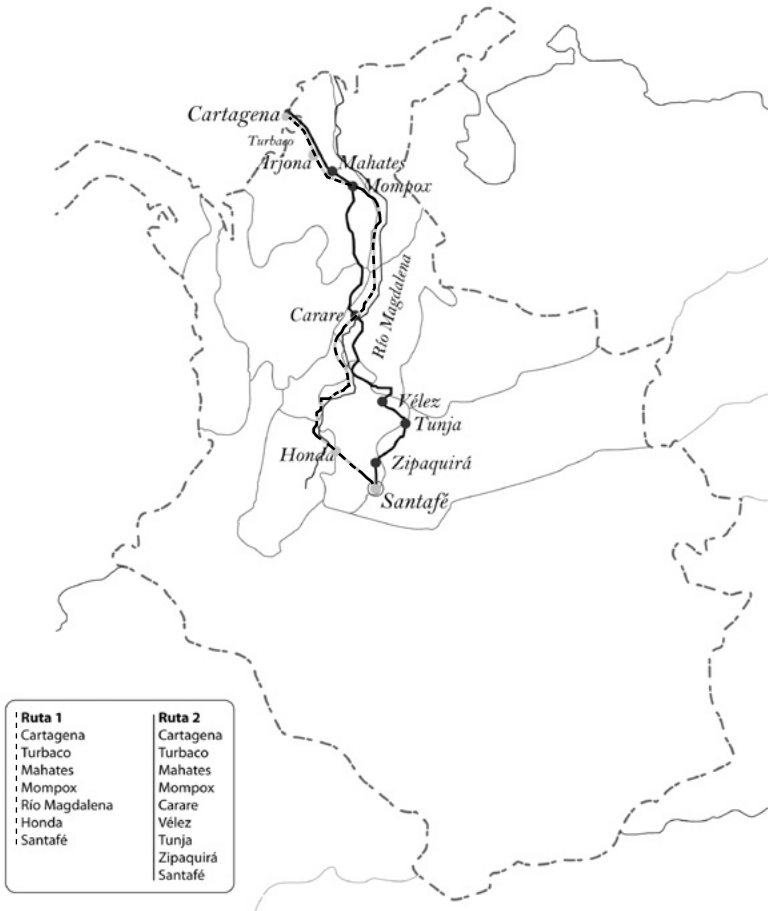 Cartagena
Turbaco
Arjona
Mahates
Mompox
Río Magdalena
Carare
Vélez
Tunja
Honda
Zipaquirá
Santafé
Ruta 1
Cartagena
Turbaco
Mahates
Mompox
Río Magdalena
Honda
Santafé
Ruta 2
Cartagena
Turbaco
Mahates
Mompox
Carare
Vélez
Tunja
Zipaquirá
Santafé